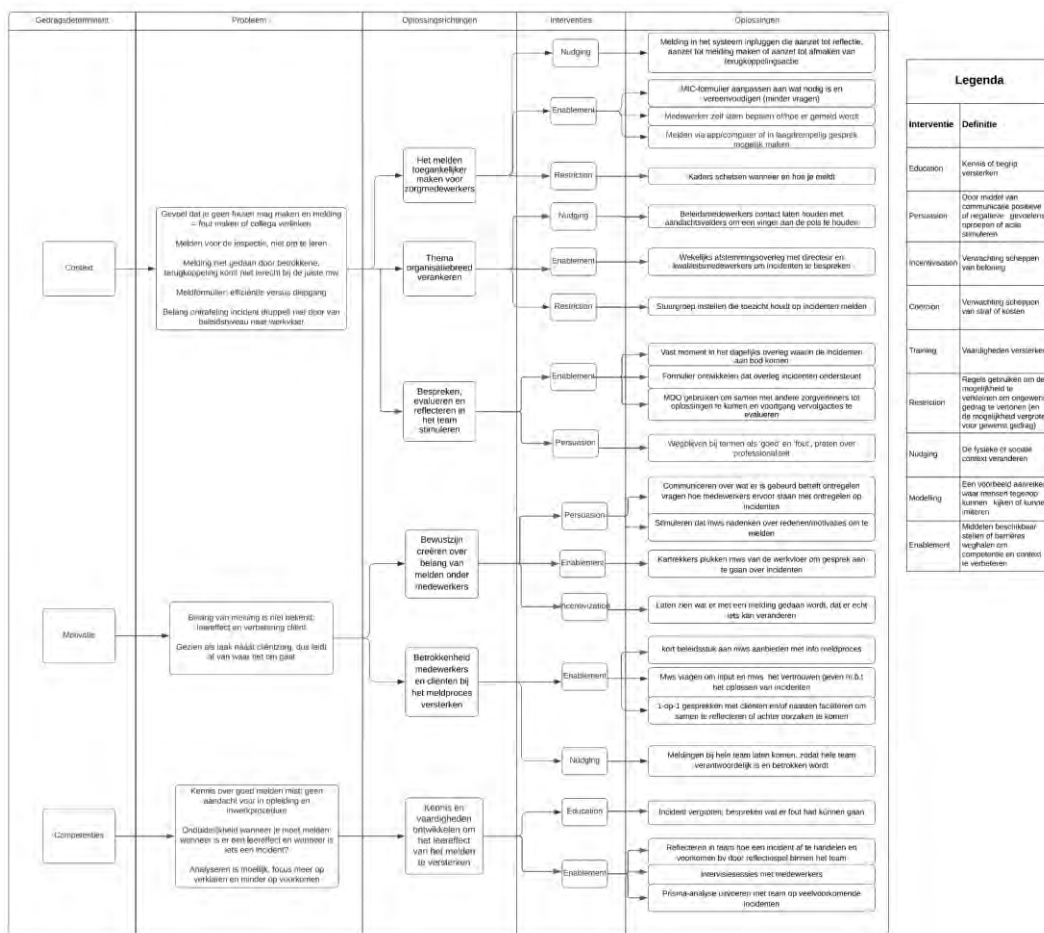 Gedragsdeterminant
Probleem
Oplossingsrichtingen
Interventies
Oplossingen
Context
Gevoel dat je geen fouten mag maken en melding
= fout maken of collega verlinken
Melden voor de inspectie, niet om te leren
Melding niet gedaan door betrokkene,
terugkoppeling komt niet terecht bij de juiste mw
Meldformulier: efficiëntie versus diepgang
Belang ontrafeling incident druppelt niet door van
beleidsniveau naar werkvloer
Het melden
toegankelijker
maken voor
zorgmedewerkers
Nudging
Melding in het systeem inpluggen die aanzet tot reflectie,
aanzet tot melding maken of aanzet tot afmaken van
terugkoppelingsactie
Enablement
MIC-formulier aanpassen aan wat nodig is en
vereenvoudigen (minder vragen)
Medewerker zelf laten bepalen of/hoe er gemeld wordt
Melden via app/computer of in laagdrempelig gesprek
mogelijk maken
Restriction
Kaders schetsen wanneer en hoe je meldt
Thema
organisatiebreed
verankeren
Nudging
Beleidsmedewerkers contact laten houden met
aandachtsvelders om een vinger aan de pols te houden
Enablement
Wekelijks afstemmingsoverleg met directeur en
kwaliteitsmedewerkers om incidenten te bespreken
Restriction
Stuurgroep instellen die toezicht houdt op incidenten melden
Bespreken,
evalueren en
reflecteren in
het team
stimuleren
Enablement
Vast moment in het dagelijks overleg waarin de incidenten
aan bod komen
Formulier ontwikkelen dat overleg incidenten ondersteunt
MDO gebruiken om samen met andere zorgverleners tot
oplossingen te komen en voortgang vervolgacties te
evalueren
Persuasion
Wegblijven bij termen als 'goed' en 'fout', praten over
professionaliteit
Motivatie
Belang van melding is niet bekend:
leereffect en verbetering cliënt
Gezien als taak náást cliëntzorg, dus leidt
af van waar het om gaat
Bewustzijn
creëren over
belang van
melden onder
medewerkers
Persuasion
Communiceren over wat er is gebeurd betreft ontregelen
vragen hoe medewerkers ervoor staan met ontregelen op
incidenten
Stimuleren dat mws nadenken over redenen/motivaties om te
melden
Enablement
Kartrekkers plukken mws van de werkvloer om gesprek aan
te gaan over incidenten
Incentivization
Laten zien wat er met een melding gedaan wordt, dat er echt
iets kan veranderen
Betrokkenheid
medewerkers
en cliënten bij
het meldproces
versterken
Enablement
kort beleidsstuk aan mws aanbieden met info meldproces
Mws vragen om input en mws het vertrouwen geven m.b.t
het oplossen van incidenten
1-op-1 gesprekken met cliënten en/of naasten faciliteren om
samen te reflecteren of achter oorzaken te komen
Nudging
Meldingen bij hele team laten komen, zodat hele team
verantwoordelijk is en betrokken wordt
Competenties
Kennis over goed melden mist: geen
aandacht voor in opleiding en
inwerkprocedure
Onduidelijkheid wanneer je moet melden:
wanneer is er een leereffect en wanneer is
iets een incident?
Analyseren is moeilijk, focus meer op
verklaren en minder op voorkomen
Kennis en
vaardigheden
ontwikkelen om
het leereffect
van het melden
te versterken
Education
Incident vergroten, bespreken wat er fout had kunnen gaan
Enablement
Reflecteren in team hoe een incident af te handelen en
voorkomen bv door reflectiespel binnen het team
Intervisiesessies met medewerkers
Prisma-analyse uitvoeren met team op veelvoorkomende
incidenten
Legenda
Interventie Definitie
Education Kennis of begrip
versterken
Persuasion Door middel van
communicatie positieve
of negatieve gevoelens
oproepen of actie
stimuleren
Incentivisation Verwachting scheppen
van beloning
Coercion Verwachting scheppen
van straf of kosten
Training Vaardigheden versterken
Restriction Regels gebruiken om de
mogelijkheid te
verkleinen om ongewenst
gedrag te vertonen (en
de mogelijkheid vergroten
voor gewenst gedrag)
Nudging De fysieke of sociale
context veranderen
Modelling Een voorbeeld aanreiken
waar mensen tegenop
kunnen kijken of kunnen
imiteren
Enablement Middelen beschikbaar
stellen of barrières
weghalen om
competentie en context
te verbeteren